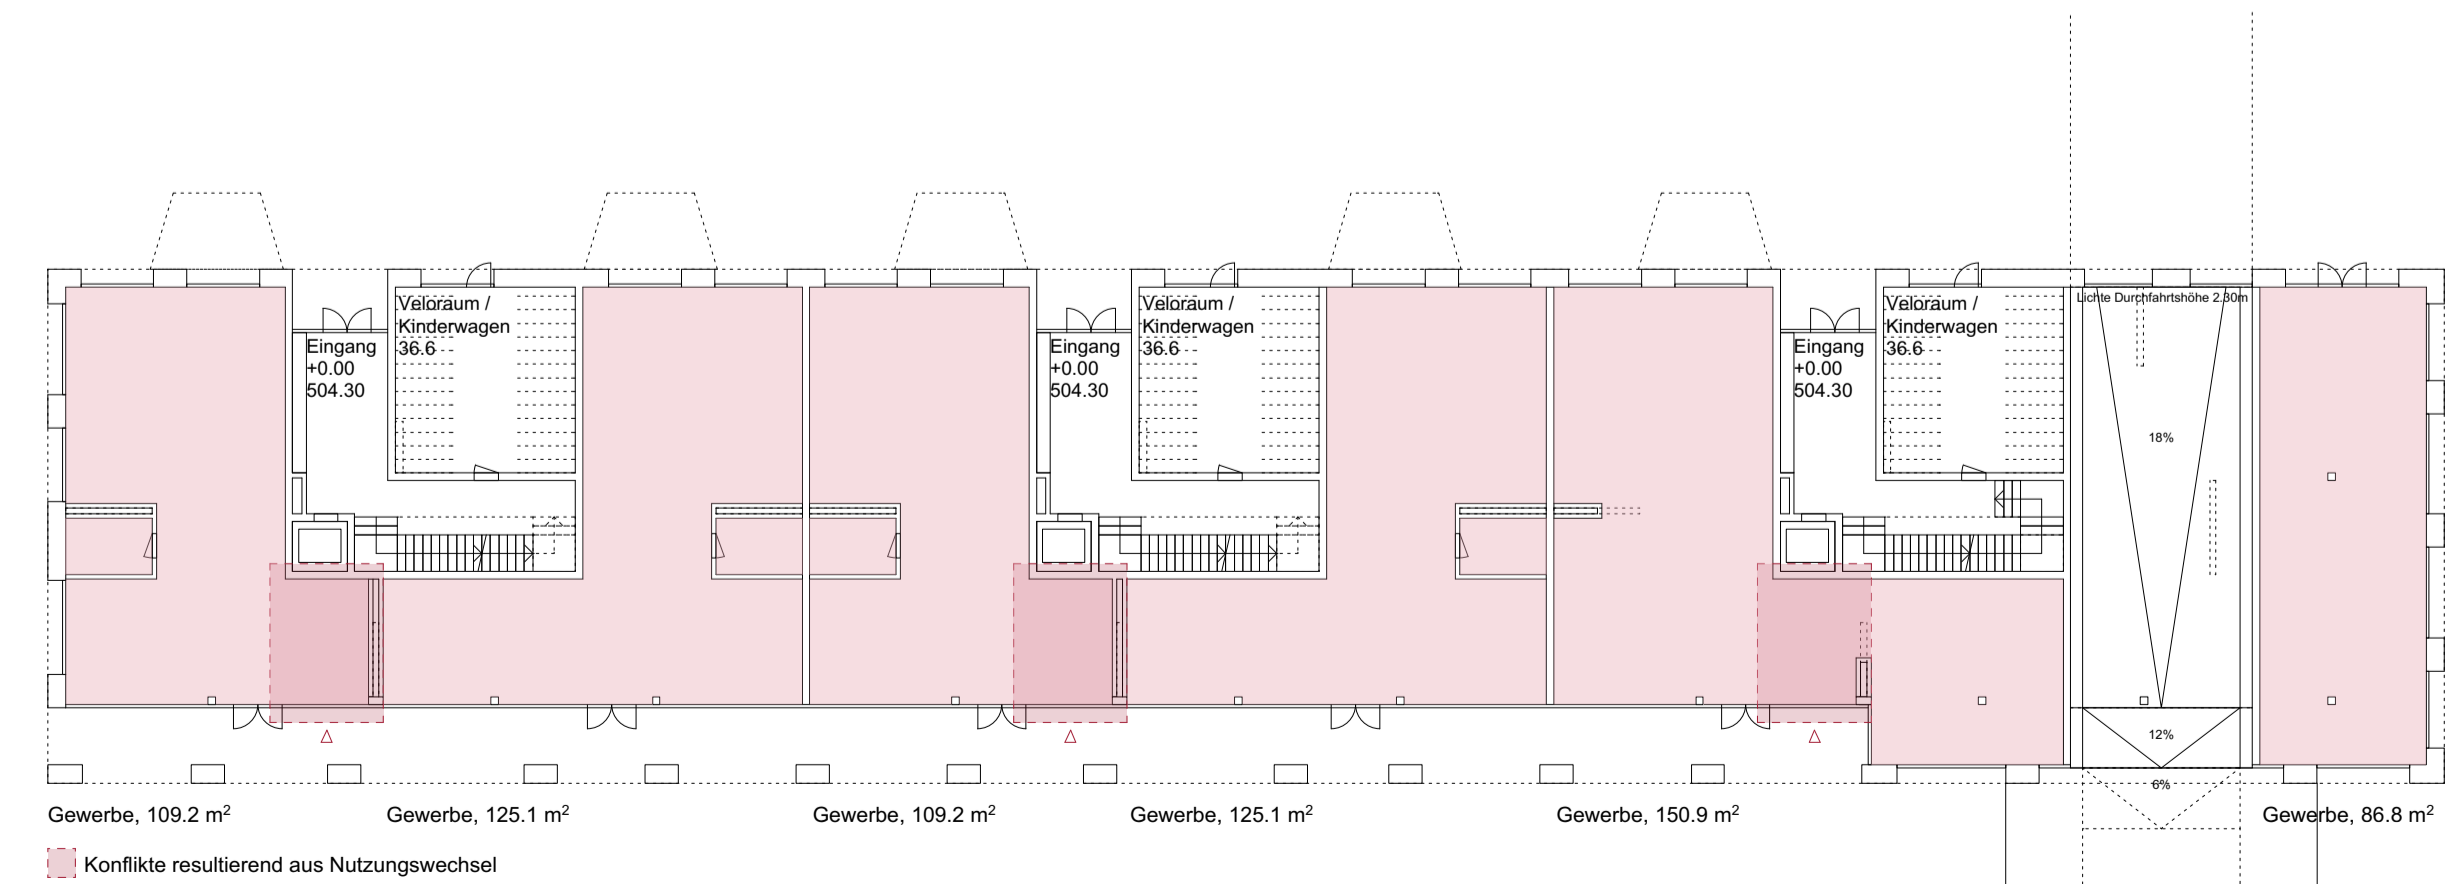 Veloraum /
Kinderwagen
36.6
Eingang
+0.00
504.30
Veloraum /
Kinderwagen
36.6
Eingang
+0.00
504.30
Veloraum /
Kinderwagen
36.6
Eingang
+0.00
504.30
Lichte Durchfahrtshöhe 2.30m
18%
12%
6%
Gewerbe, 109.2 m²
Gewerbe, 125.1 m²
Gewerbe, 109.2 m²
Gewerbe, 125.1 m²
Gewerbe, 150.9 m²
Gewerbe, 86.8 m²
Konflikte resultierend aus Nutzungswechsel